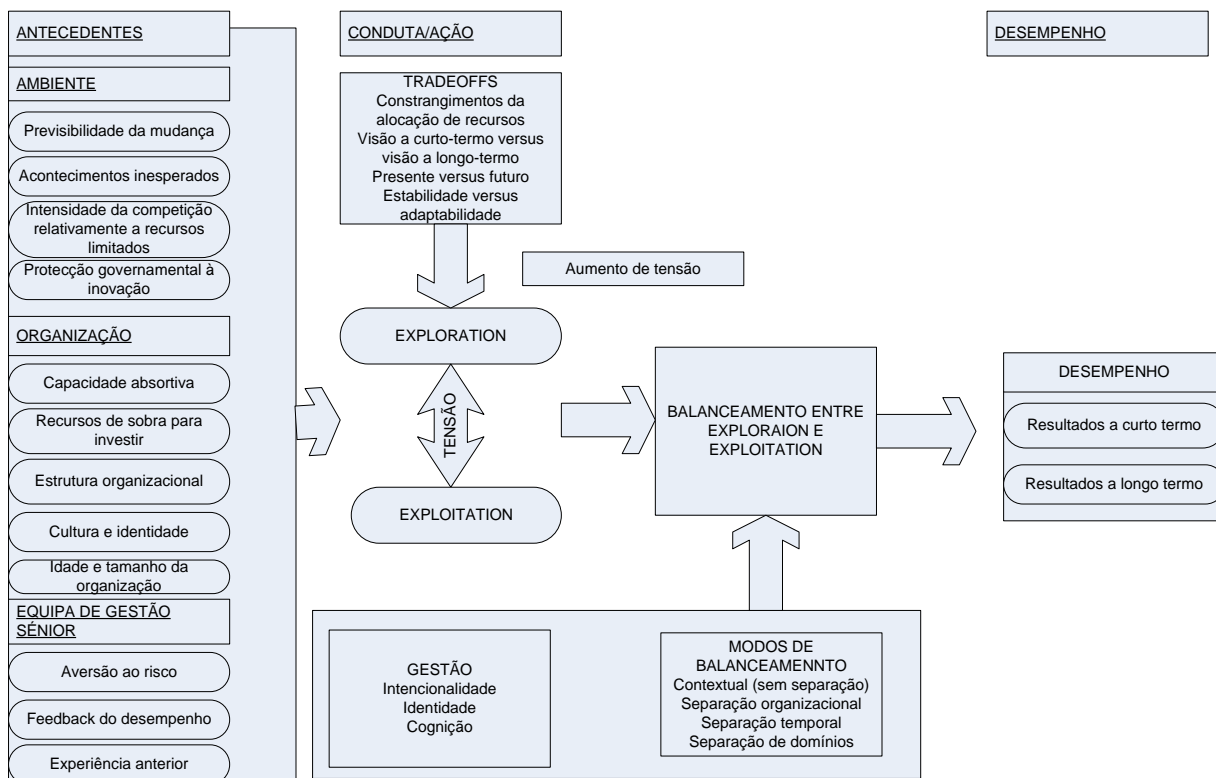 ANTECEDENTES
AMBIENTE
Previsibilidade da mudança
Acontecimentos inesperados
Intensidade da competição
relativamente a recursos
limitados
Protecção governamental à
inovação
ORGANIZAÇÃO
Capacidade absortiva
Recursos de sobra para
investir
Estrutura organizacional
Cultura e identidade
Idade e tamanho da
organização
EQUIPA DE GESTÃO
SÉNIOR
Aversão ao risco
Feedback do desempenho
Experiência anterior
CONDUTA/AÇÃO
TRADEOFFS
Constrangimentos da
alocação de recursos
Visão a curto-termo versus
visão a longo-termo
Presente versus futuro
Estabilidade versus
adaptabilidade
Aumento de tensão
EXPLORATION
TENSÃO
EXPLOITATION
BALANCEAMENTO ENTRE
EXPLORAION E
EXPLOITATION
GESTÃO
Intencionalidade
Identidade
Cognição
MODOS DE
BALANCEAMENNTO
Contextual (sem separação)
Separação organizacional
Separação temporal
Separação de domínios
DESEMPENHO
DESEMPENHO
Resultados a curto termo
Resultados a longo termo